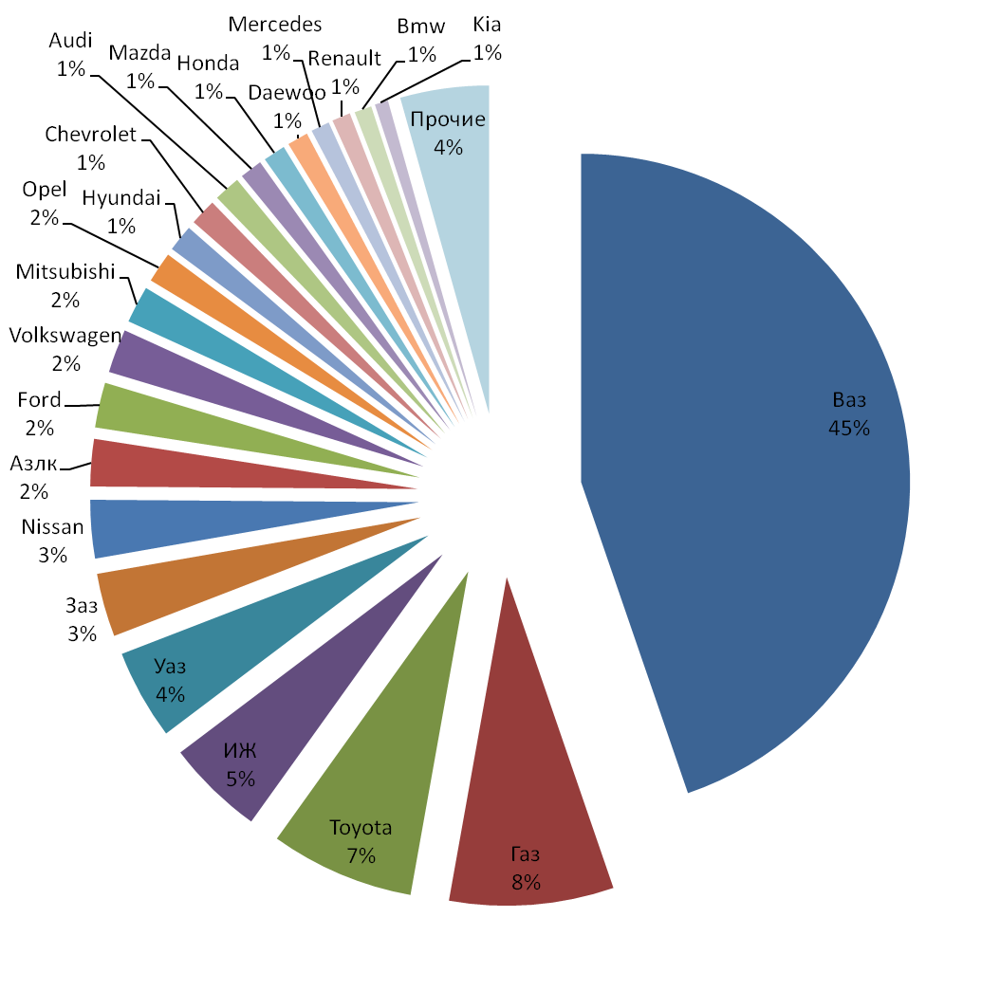 Ваз
45%
Газ
8%
Toyota
7%
ИЖ
5%
Уаз
4%
Заз
3%
Nissan
3%
Азлк
2%
Ford
2%
Volkswagen
2%
Mitsubishi
2%
Opel
2%
Hyundai
1%
Chevrolet
1%
Audi
1%
Mazda
1%
Honda
1%
Daewoo
1%
Mercedes
1%
Renault
1%
Bmw
1%
Kia
1%
Прочие
4%